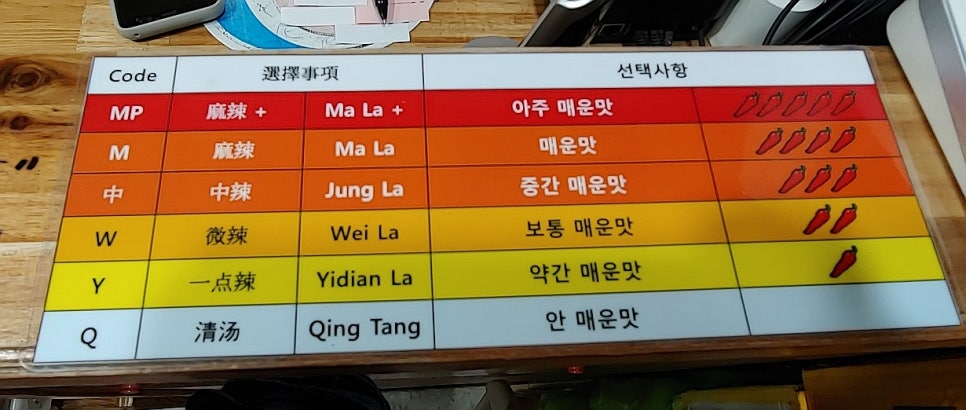 Code 選擇事項 선택사항
MP 麻辣 + Ma La + 아주 매운맛
M 麻辣 Ma La 매운맛
中 中辣 Jung La 중간 매운맛
W 微辣 Wei La 보통 매운맛
Y 一点辣 Yidian La 약간 매운맛
Q 清汤 Qing Tang 안 매운맛